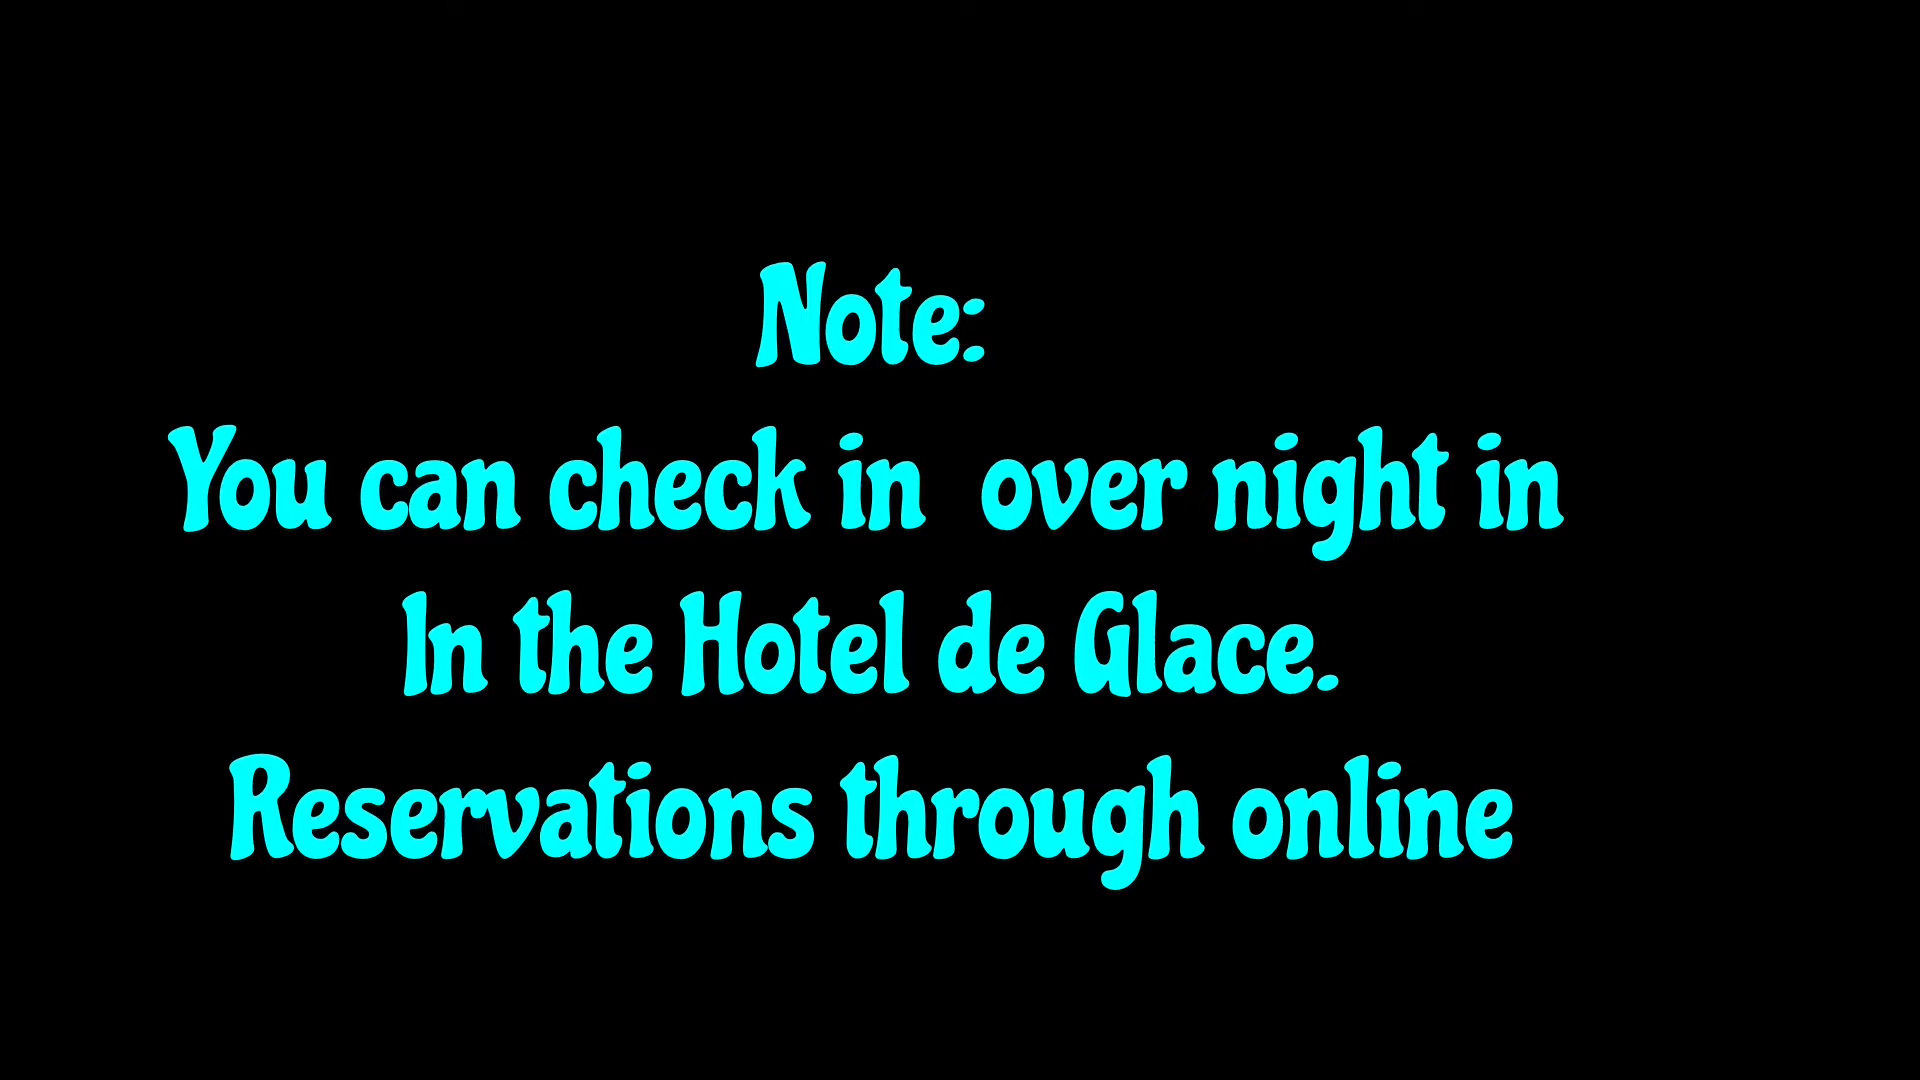 Note:
You can check in  over night in
In the Hotel de Glace.
Reservations through online